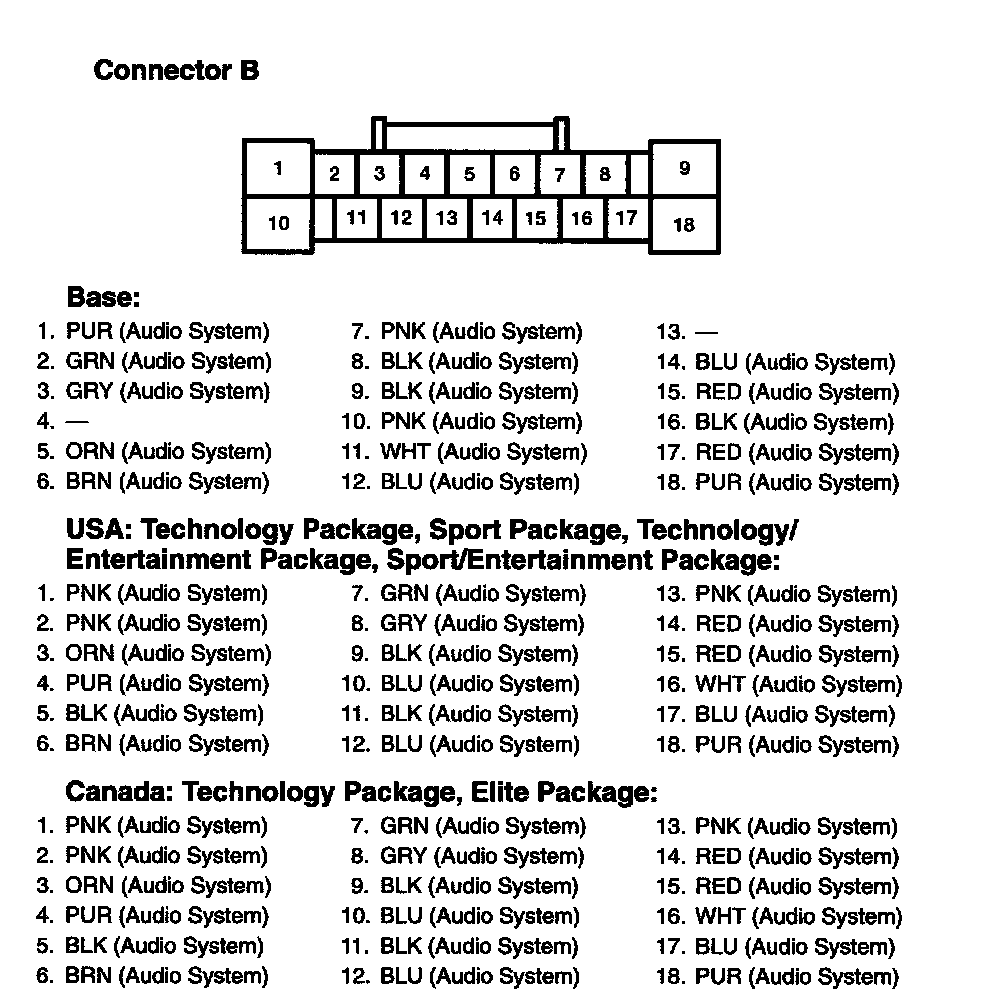 Connector B
1 2 3 4 5 6 7 8 9
10 11 12 13 14 15 16 17 18
Base:
1. PUR (Audio System) 7. PNK (Audio System) 13. —
2. GRN (Audio System) 8. BLK (Audio System) 14. BLU (Audio System)
3. GRY (Audio System) 9. BLK (Audio System) 15. RED (Audio System)
4. — 10. PNK (Audio System) 16. BLK (Audio System)
5. ORN (Audio System) 11. WHT (Audio System) 17. RED (Audio System)
6. BRN (Audio System) 12. BLU (Audio System) 18. PUR (Audio System)
USA: Technology Package, Sport Package, Technology/
Entertainment Package, Sport/Entertainment Package:
1. PNK (Audio System) 7. GRN (Audio System) 13. PNK (Audio System)
2. PNK (Audio System) 8. GRY (Audio System) 14. RED (Audio System)
3. ORN (Audio System) 9. BLK (Audio System) 15. RED (Audio System)
4. PUR (Audio System) 10. BLU (Audio System) 16. WHT (Audio System)
5. BLK (Audio System) 11. BLK (Audio System) 17. BLU (Audio System)
6. BRN (Audio System) 12. BLU (Audio System) 18. PUR (Audio System)
Canada: Technology Package, Elite Package:
1. PNK (Audio System) 7. GRN (Audio System) 13. PNK (Audio System)
2. PNK (Audio System) 8. GRY (Audio System) 14. RED (Audio System)
3. ORN (Audio System) 9. BLK (Audio System) 15. RED (Audio System)
4. PUR (Audio System) 10. BLU (Audio System) 16. WHT (Audio System)
5. BLK (Audio System) 11. BLK (Audio System) 17. BLU (Audio System)
6. BRN (Audio System) 12. BLU (Audio System) 18. PUR (Audio System)